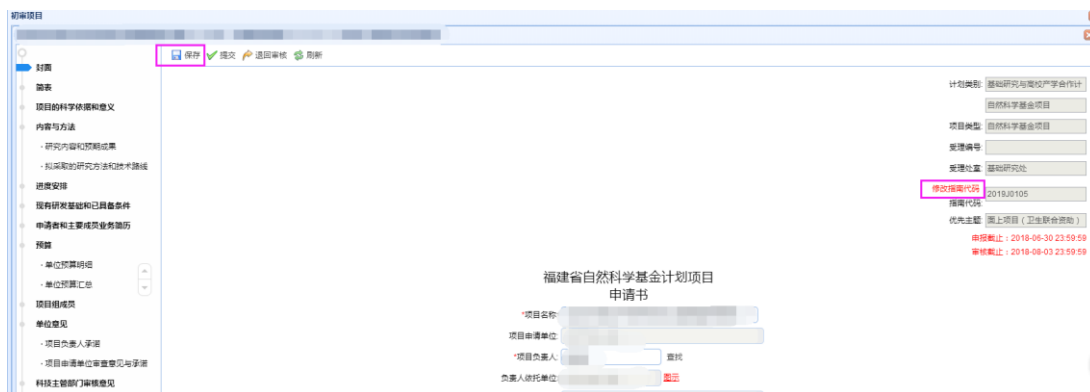 初审项目
保存 提交 退回审核 刷新
封面
简表
项目的科学依据和意义
内容与方法
·研究内容和预期成果
·拟采取的研究方法和技术路线
进度安排
现有研发基础和已具备条件
申请者和主要成员业务简历
预算
·单位预算明细
·单位预算汇总
项目组成员
单位意见
·项目负责人承诺
·项目申请单位审查意见与承诺
科技主管部门审核意见
计划类别: 基础研究与高校产学合作计
自然科学基金项目
项目类型: 自然科学基金项目
受理编号:
受理处室: 基础研究处
修改指南代码
指南代码: 2019J0105
优先主题: 面上项目(卫生联合资助)
申报截止:2018-06-30 23:59:59
审核截止:2018-08-03 23:59:59
福建省自然科学基金计划项目
申请书
*项目名称:
项目申请单位:
*项目负责人: 查找
负责人依托单位: 图示